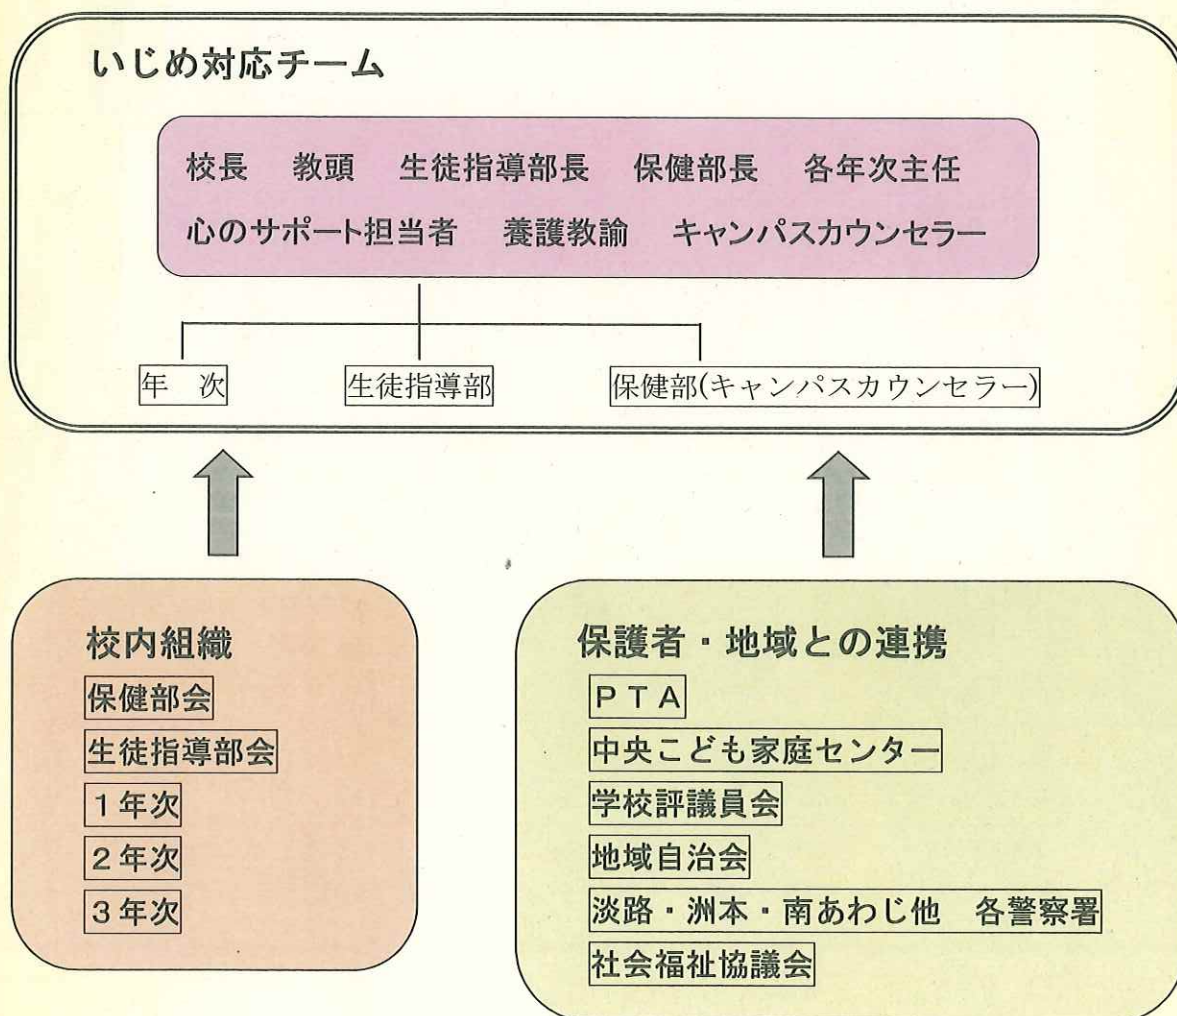 いじめ対応チーム
校長　教頭　生徒指導部長　保健部長　各年次主任
心のサポート担当者　養護教諭　キャンパスカウンセラー
年　次　生徒指導部　保健部(キャンパスカウンセラー)
校内組織
保健部会
生徒指導部会
１年次
２年次
３年次
保護者・地域との連携
ＰＴＡ
中央こども家庭センター
学校評議員会
地域自治会
淡路・洲本・南あわじ他　各警察署
社会福祉協議会